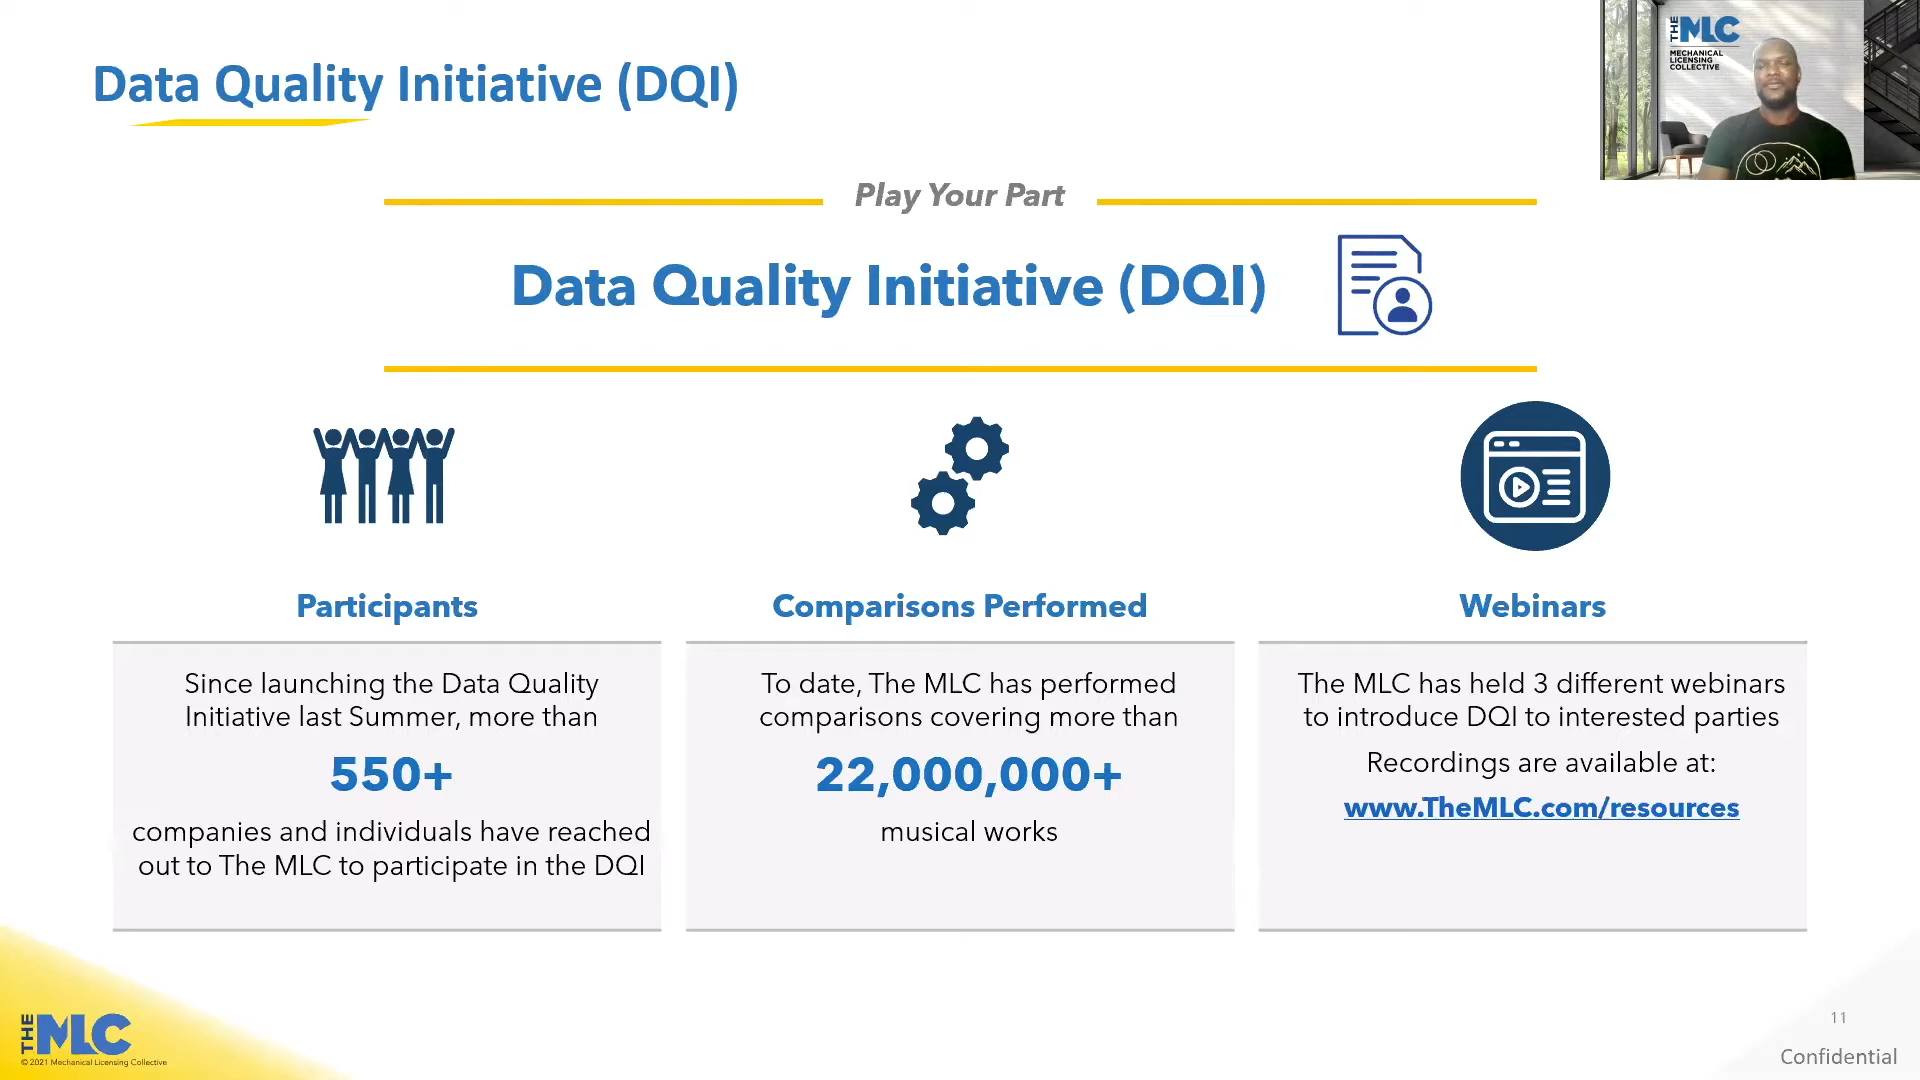 Data Quality Initiative (DQI)
THE MLC
MECHANICAL
LICENSING
COLLECTIVE
Play Your Part
Data Quality Initiative (DQI)
Participants
Since launching the Data Quality
Initiative last Summer, more than
550+
companies and individuals have reached
out to The MLC to participate in the DQI
Comparisons Performed
To date, The MLC has performed
comparisons covering more than
22,000,000+
musical works
Webinars
The MLC has held 3 different webinars
to introduce DQI to interested parties
Recordings are available at:
www.TheMLC.com/resources
THE MLC
© 2021 Mechanical Licensing Collective
11
Confidential